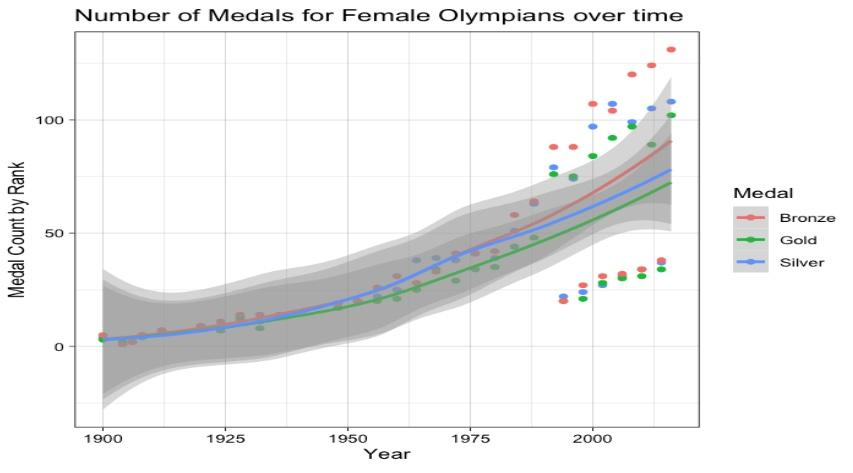 Number of Medals for Female Olympians over time
Medal Count by Rank
100
50
0
1900
1925
1950
1975
2000
Year
Medal
Bronze
Gold
Silver